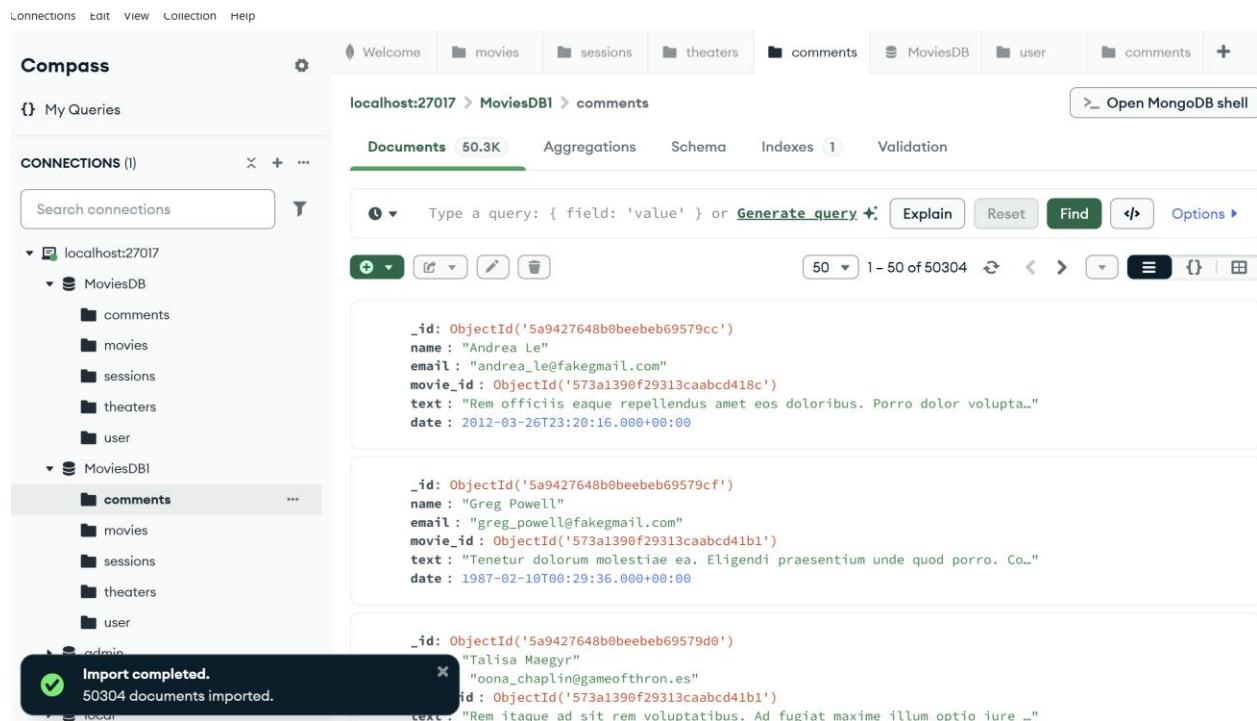 Connections Edit View Collection Help
Compass
{} My Queries
CONNECTIONS (1)
Search connections
localhost:27017
MoviesDB
comments
movies
sessions
theaters
user
MoviesDB1
comments
movies
sessions
theaters
user
admin
local
Import completed.
50304 documents imported.
Welcome movies sessions theaters comments MoviesDB user comments
localhost:27017 > MoviesDB1 > comments
>_ Open MongoDB shell
Documents 50.3K Aggregations Schema Indexes 1 Validation
Type a query: { field: 'value' } or Generate query Explain Reset Find </> Options
50 1 – 50 of 50304 {}
_id: ObjectId('5a9427648b0beebeb69579cc')
name : "Andrea Le"
email : "andrea_le@fakegmail.com"
movie_id : ObjectId('573a1390f29313caabcd418c')
text : "Rem officiis eaque repellendus amet eos doloribus. Porro dolor volupta…"
date : 2012-03-26T23:20:16.000+00:00
_id: ObjectId('5a9427648b0beebeb69579cf')
name : "Greg Powell"
email : "greg_powell@fakegmail.com"
movie_id : ObjectId('573a1390f29313caabcd41b1')
text : "Tenetur dolorum molestiae ea. Eligendi praesentium unde quod porro. Co…"
date : 1987-02-10T00:29:36.000+00:00
_id: ObjectId('5a9427648b0beebeb69579d0')
"Talisa Maegyr"
"oona_chaplin@gameofthron.es"
id : ObjectId('573a1390f29313caabcd41b1')
text : "Rem itaque ad sit rem voluptatibus. Ad fugiat maxime illum optio iure …"